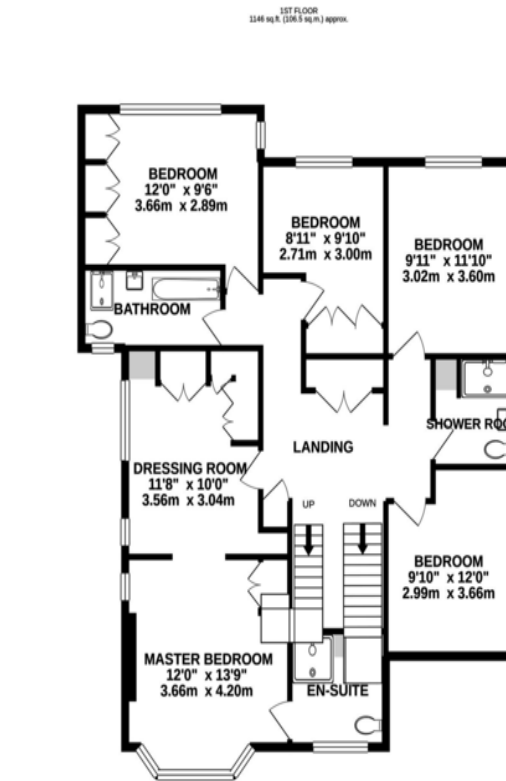 1ST FLOOR
1146 sq.ft. (106.5 sq.m.) approx.
BEDROOM
12'0" x 9'6"
3.66m x 2.89m
BEDROOM
8'11" x 9'10"
2.71m x 3.00m
BEDROOM
9'11" x 11'10"
3.02m x 3.60m
BATHROOM
SHOWER ROO
LANDING
DRESSING ROOM
11'8" x 10'0"
3.56m x 3.04m
UP
DOWN
BEDROOM
9'10" x 12'0"
2.99m x 3.66m
MASTER BEDROOM
12'0" x 13'9"
3.66m x 4.20m
EN-SUITE